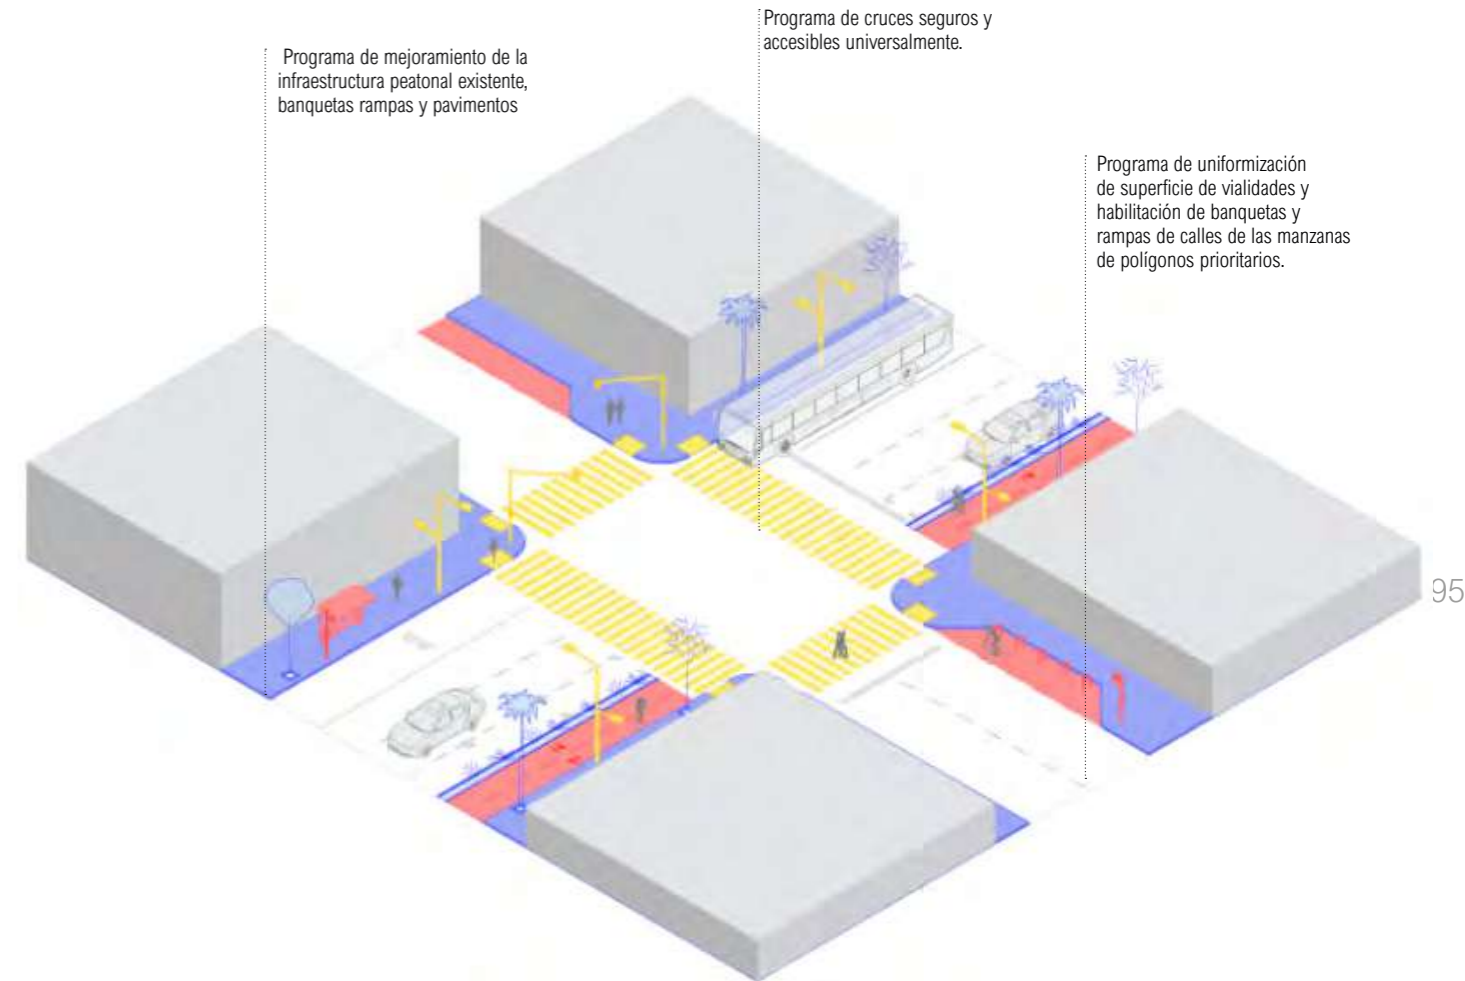 Programa de cruces seguros y
accesibles universalmente.
Programa de mejoramiento de la
infraestructura peatonal existente,
banquetas rampas y pavimentos
Programa de uniformización
de superficie de vialidades y
habilitación de banquetas y
rampas de calles de las manzanas
de polígonos prioritarios.
95